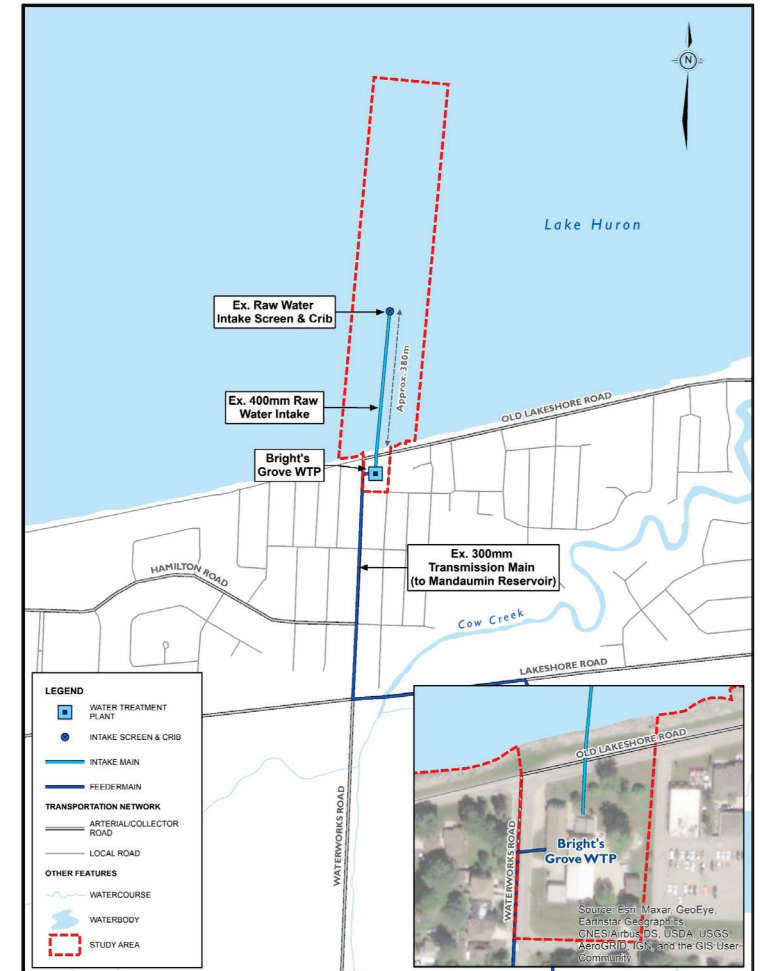 N
Lake Huron
Ex. Raw Water
Intake Screen & Crib
Approx. 380m
Ex. 400mm Raw
Water Intake
OLD LAKESHORE ROAD
Bright's
Grove WTP
Ex. 300mm
Transmission Main
(to Mandaumin Reservoir)
HAMILTON ROAD
Cow Creek
LAKESHORE ROAD
WATERWORKS ROAD
LEGEND
WATER TREATMENT
PLANT
INTAKE SCREEN & CRIB
INTAKE MAIN
FEEDERMAIN
TRANSPORTATION NETWORK
ARTERIAL/COLLECTOR
ROAD
LOCAL ROAD
OTHER FEATURES
WATERCOURSE
WATERBODY
STUDY AREA
OLD LAKESHORE ROAD
WATERWORKS ROAD
Bright's
Grove WTP
Source: Esri, Maxar, GeoEye,
Earthstar Geographics,
CNES/Airbus DS, USDA, USGS,
AeroGRID, IGN, and the GIS User
Community